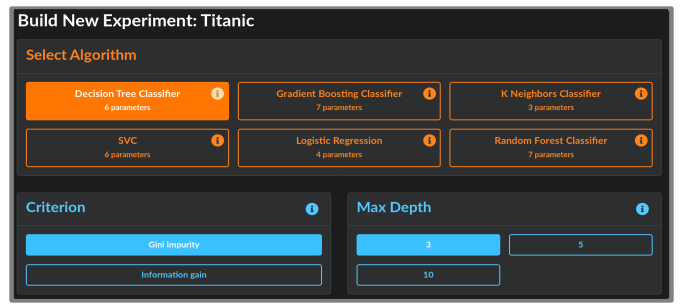 Build New Experiment: Titanic
Select Algorithm
Decision Tree Classifier
6 parameters
Gradient Boosting Classifier
7 parameters
K Neighbors Classifier
3 parameters
SVC
6 parameters
Logistic Regression
4 parameters
Random Forest Classifier
7 parameters
Criterion
Gini impurity
Information gain
Max Depth
3
5
10